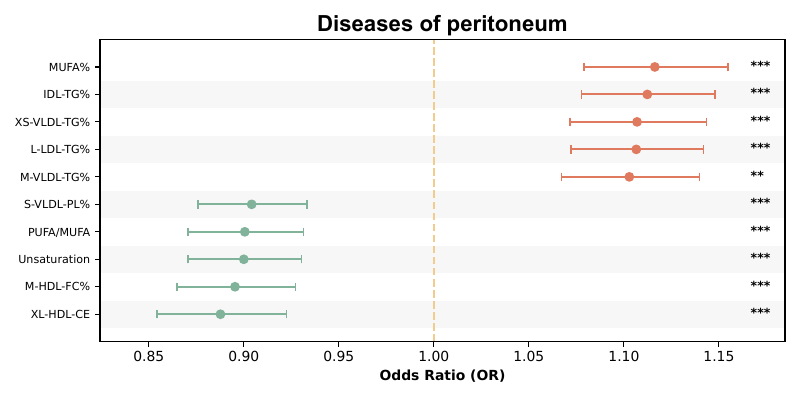 Diseases of peritoneum
MUFA% ***
IDL-TG% ***
XS-VLDL-TG% ***
L-LDL-TG% ***
M-VLDL-TG% **
S-VLDL-PL% ***
PUFA/MUFA ***
Unsaturation ***
M-HDL-FC% ***
XL-HDL-CE ***
0.85 0.90 0.95 1.00 1.05 1.10 1.15
Odds Ratio (OR)